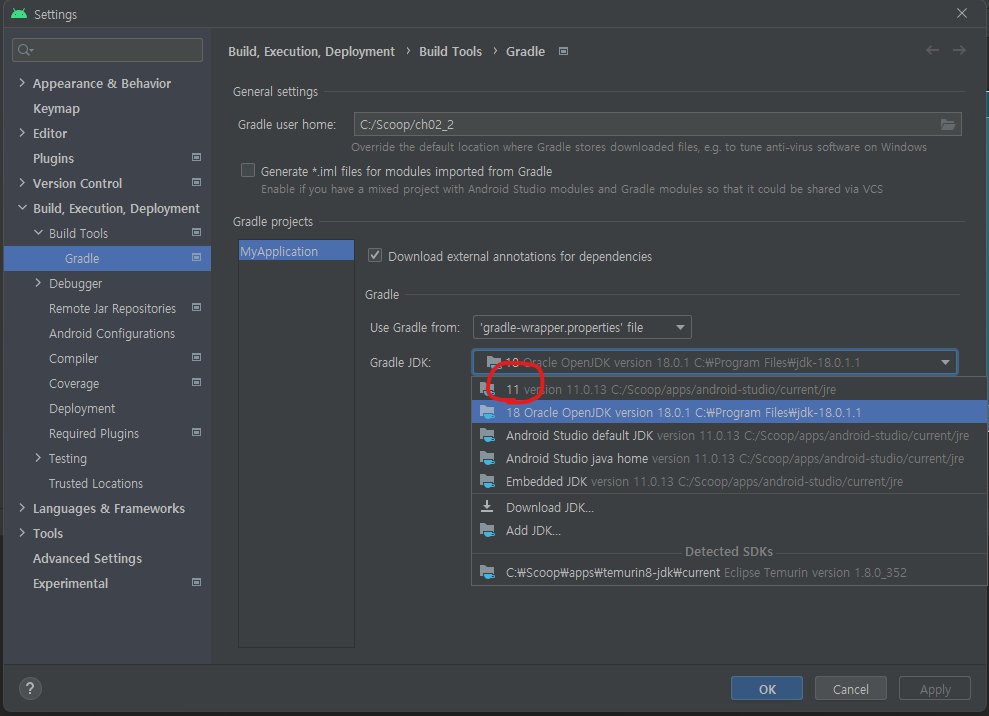 Settings
Build, Execution, Deployment › Build Tools › Gradle
Appearance & Behavior
Keymap
Editor
Plugins
Version Control
Build, Execution, Deployment
Build Tools
Gradle
Debugger
Remote Jar Repositories
Android Configurations
Compiler
Coverage
Deployment
Required Plugins
Testing
Trusted Locations
Languages & Frameworks
Tools
Advanced Settings
Experimental
General settings
Gradle user home: C:/Scoop/ch02_2
Override the default location where Gradle stores downloaded files, e.g. to tune anti-virus software on Windows
Generate *.iml files for modules imported from Gradle
Enable if you have a mixed project with Android Studio modules and Gradle modules so that it could be shared via VCS
Gradle projects
MyApplication
Download external annotations for dependencies
Gradle
Use Gradle from: 'gradle-wrapper.properties' file
Gradle JDK: 18 Oracle OpenJDK version 18.0.1 C:₩Program Files₩jdk-18.0.1.1
11 version 11.0.13 C:/Scoop/apps/android-studio/current/jre
18 Oracle OpenJDK version 18.0.1 C:₩Program Files₩jdk-18.0.1.1
Android Studio default JDK version 11.0.13 C:/Scoop/apps/android-studio/current/jre
Android Studio java home version 11.0.13 C:/Scoop/apps/android-studio/current/jre
Embedded JDK version 11.0.13 C:/Scoop/apps/android-studio/current/jre
Download JDK...
Add JDK...
Detected SDKs
C:₩Scoop₩apps₩temurin8-jdk₩current Eclipse Temurin version 1.8.0_352
?
OK
Cancel
Apply